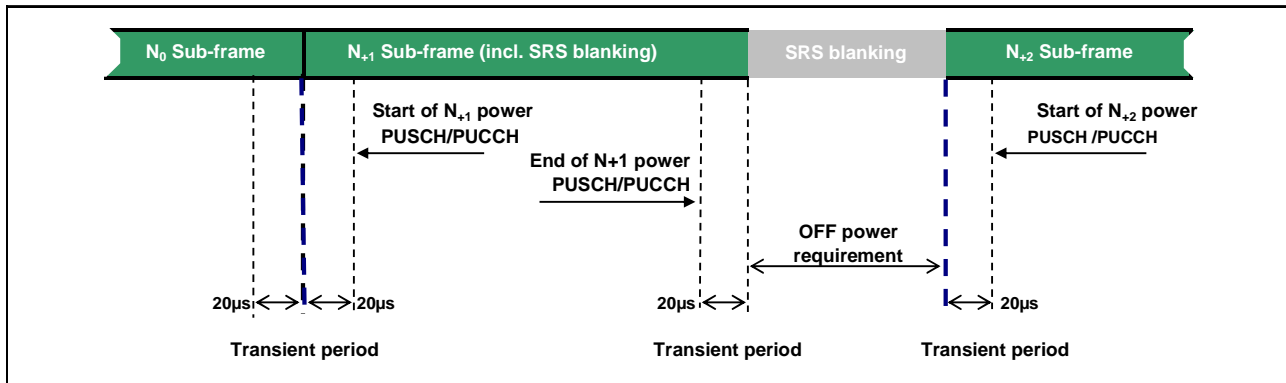 N₀ Sub-frame
N₊₁ Sub-frame (incl. SRS blanking)
SRS blanking
N₊₂ Sub-frame
Start of N₊₁ power
PUSCH/PUCCH
End of N+1 power
PUSCH/PUCCH
Start of N₊₂ power
PUSCH /PUCCH
OFF power
requirement
20µs
20µs
20µs
20µs
Transient period
Transient period
Transient period